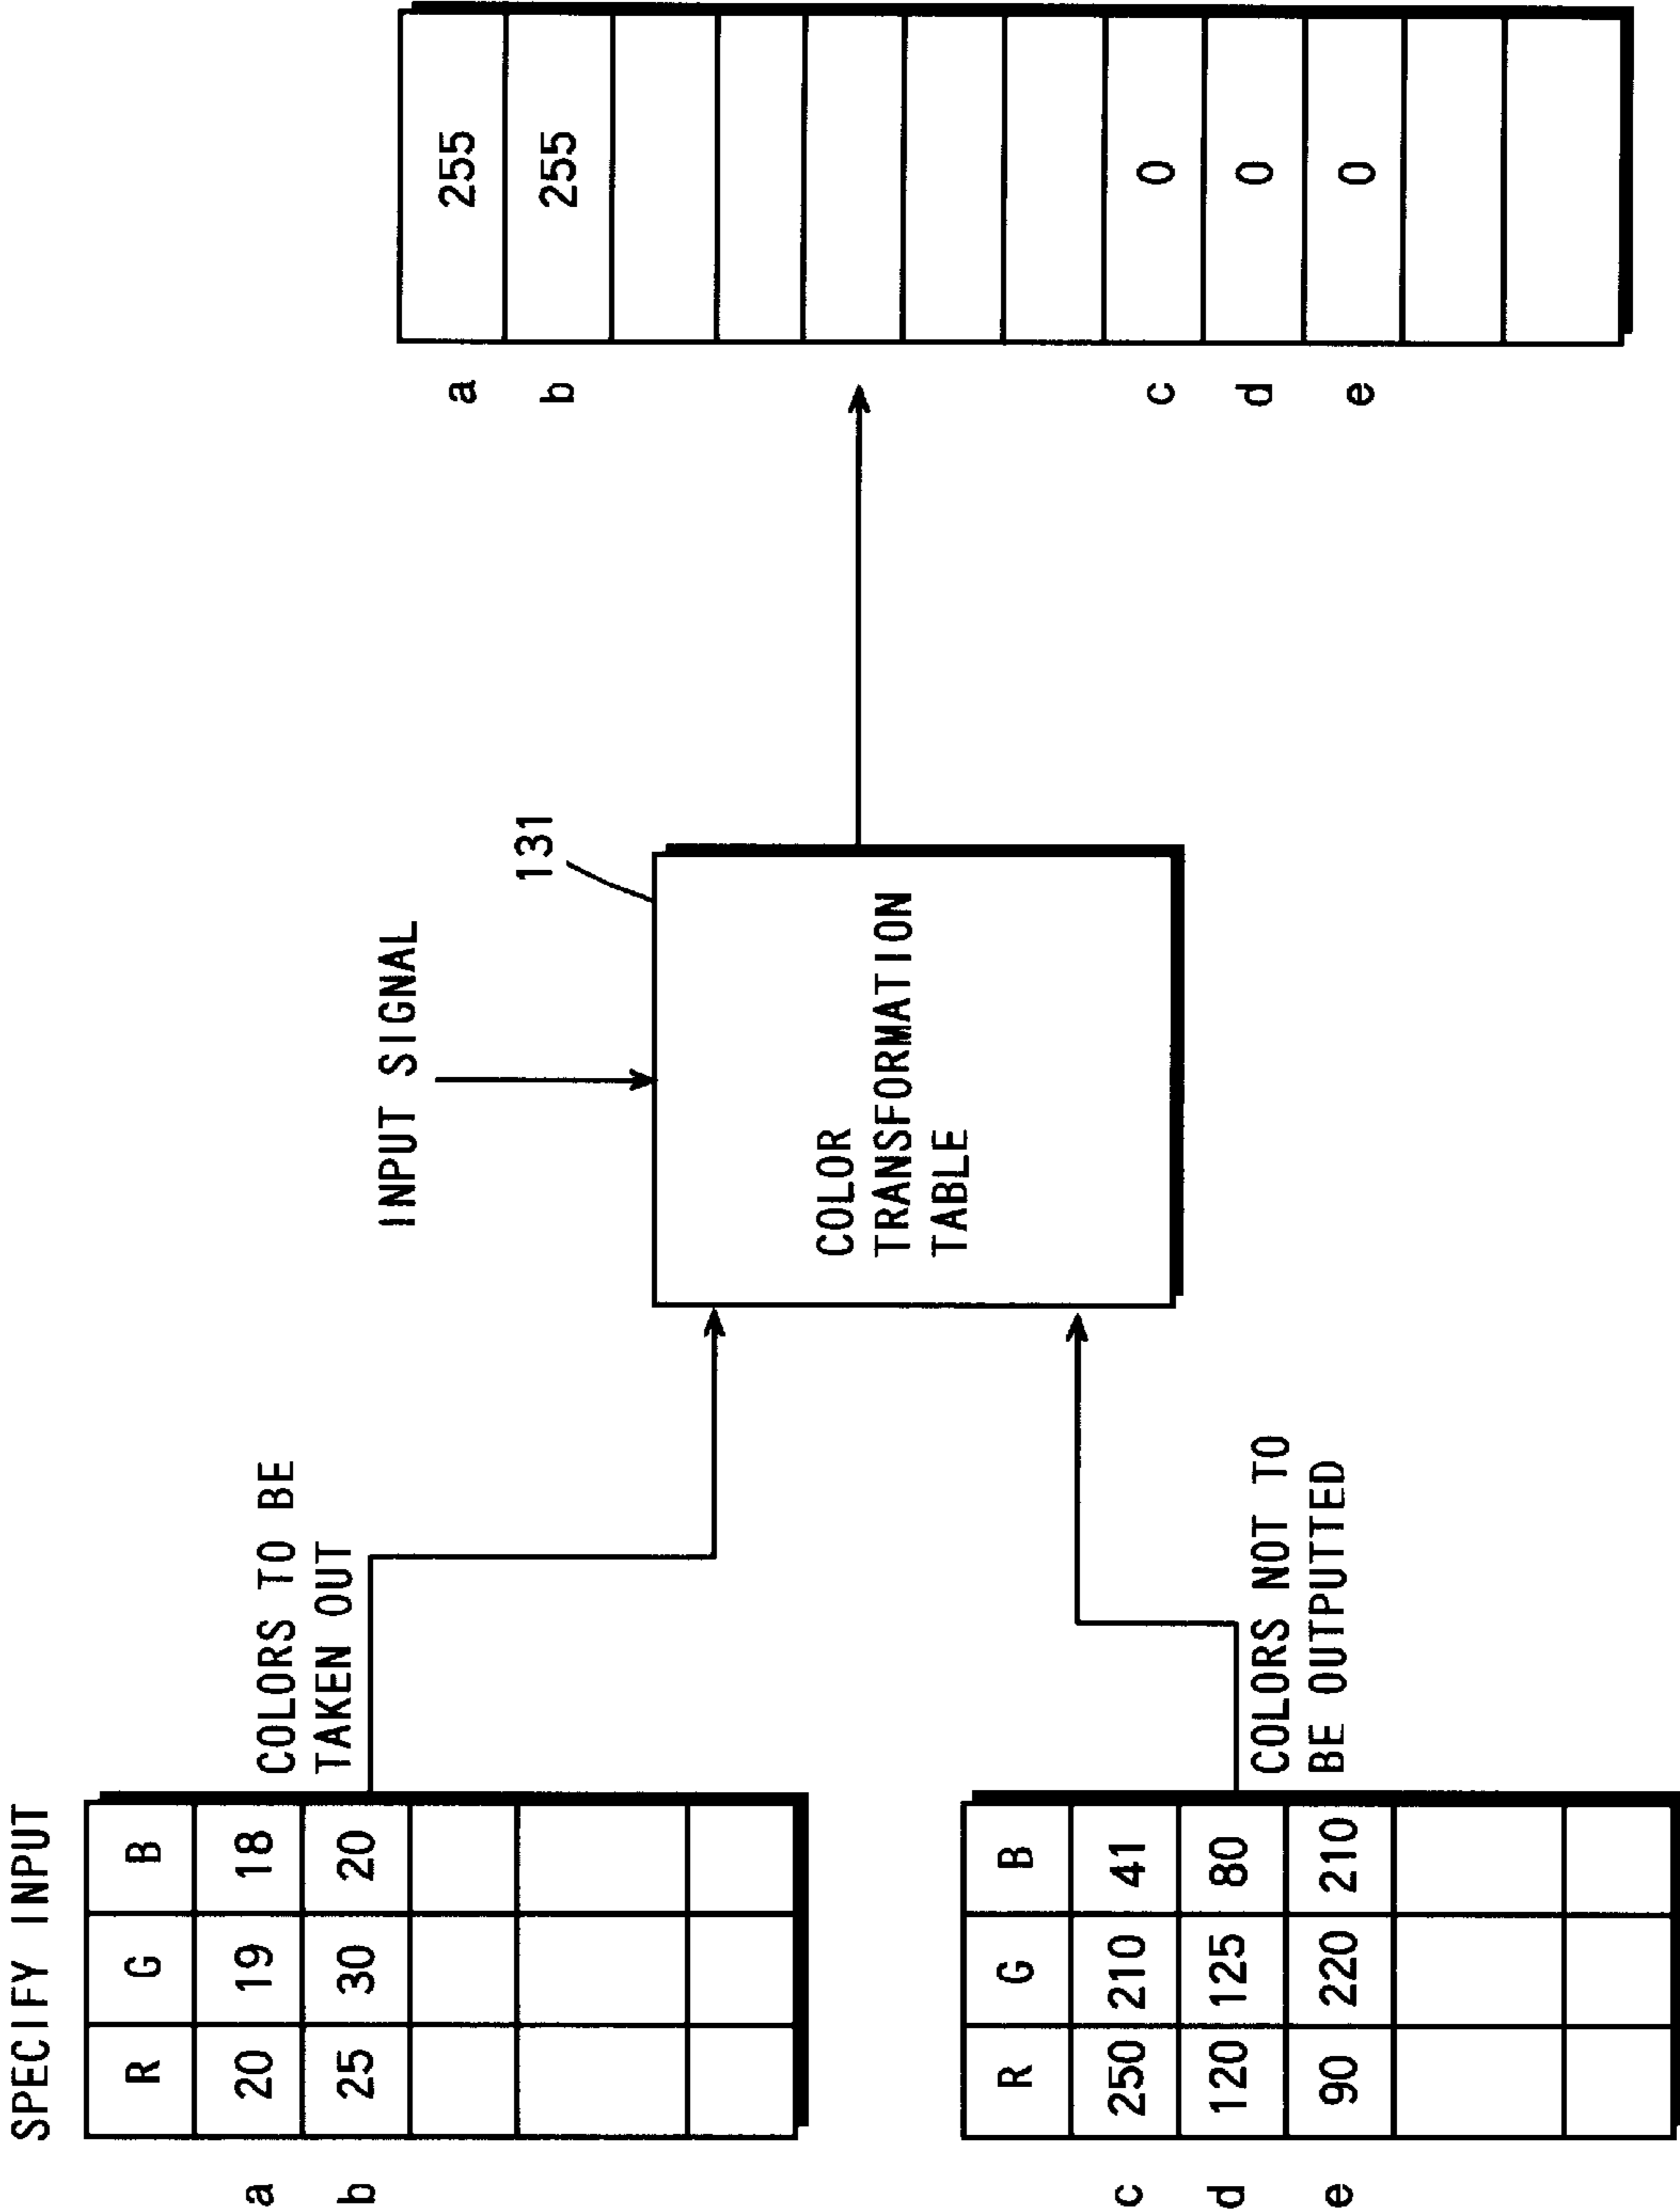 SPECIFY INPUT
R G B
a 20 19 18
b 25 30 20
COLORS TO BE
TAKEN OUT
R G B
c 250 210 41
d 120 125 80
e 90 220 210
COLORS NOT TO
BE OUTPUTTED
INPUT SIGNAL
131
COLOR
TRANSFORMATION
TABLE
a 255
b 255
c 0
d 0
e 0